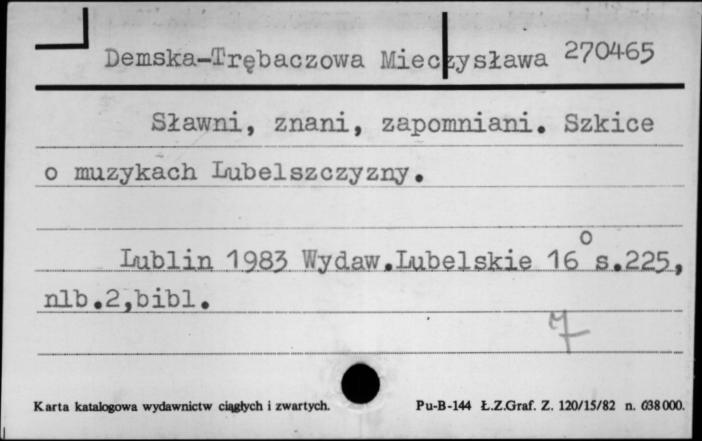 Demska-Trębaczowa Mieczysława 270465
Sławni, znani, zapomniani. Szkice
o muzykach Lubelszczyzny.
Lublin 1983 Wydaw.Lubelskie 16° s.225,
nlb.2,bibl.
7
Karta katalogowa wydawnictw ciągłych i zwartych. Pu-B-144 Ł.Z.Graf. Z. 120/15/82 n. 638000.